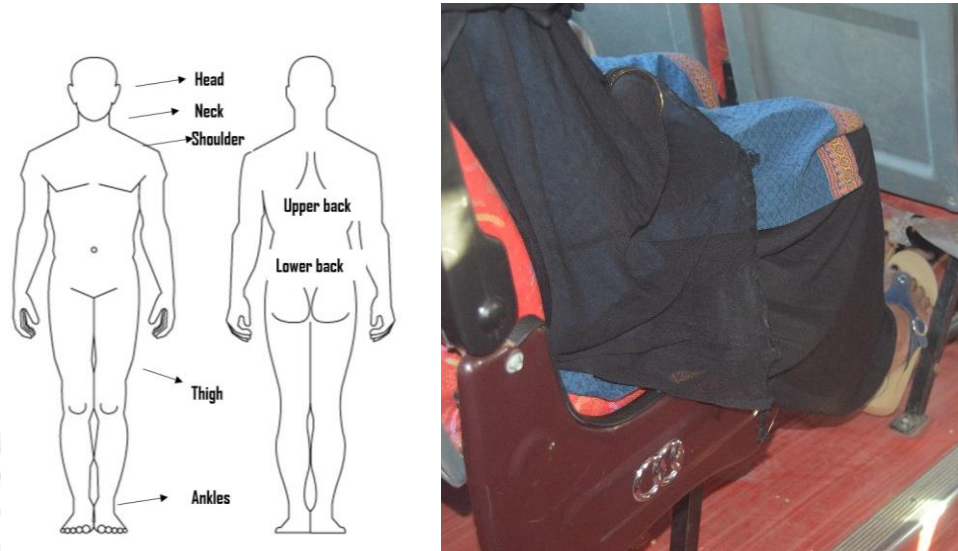 Head
Neck
Shoulder
Upper back
Lower back
Thigh
Ankles